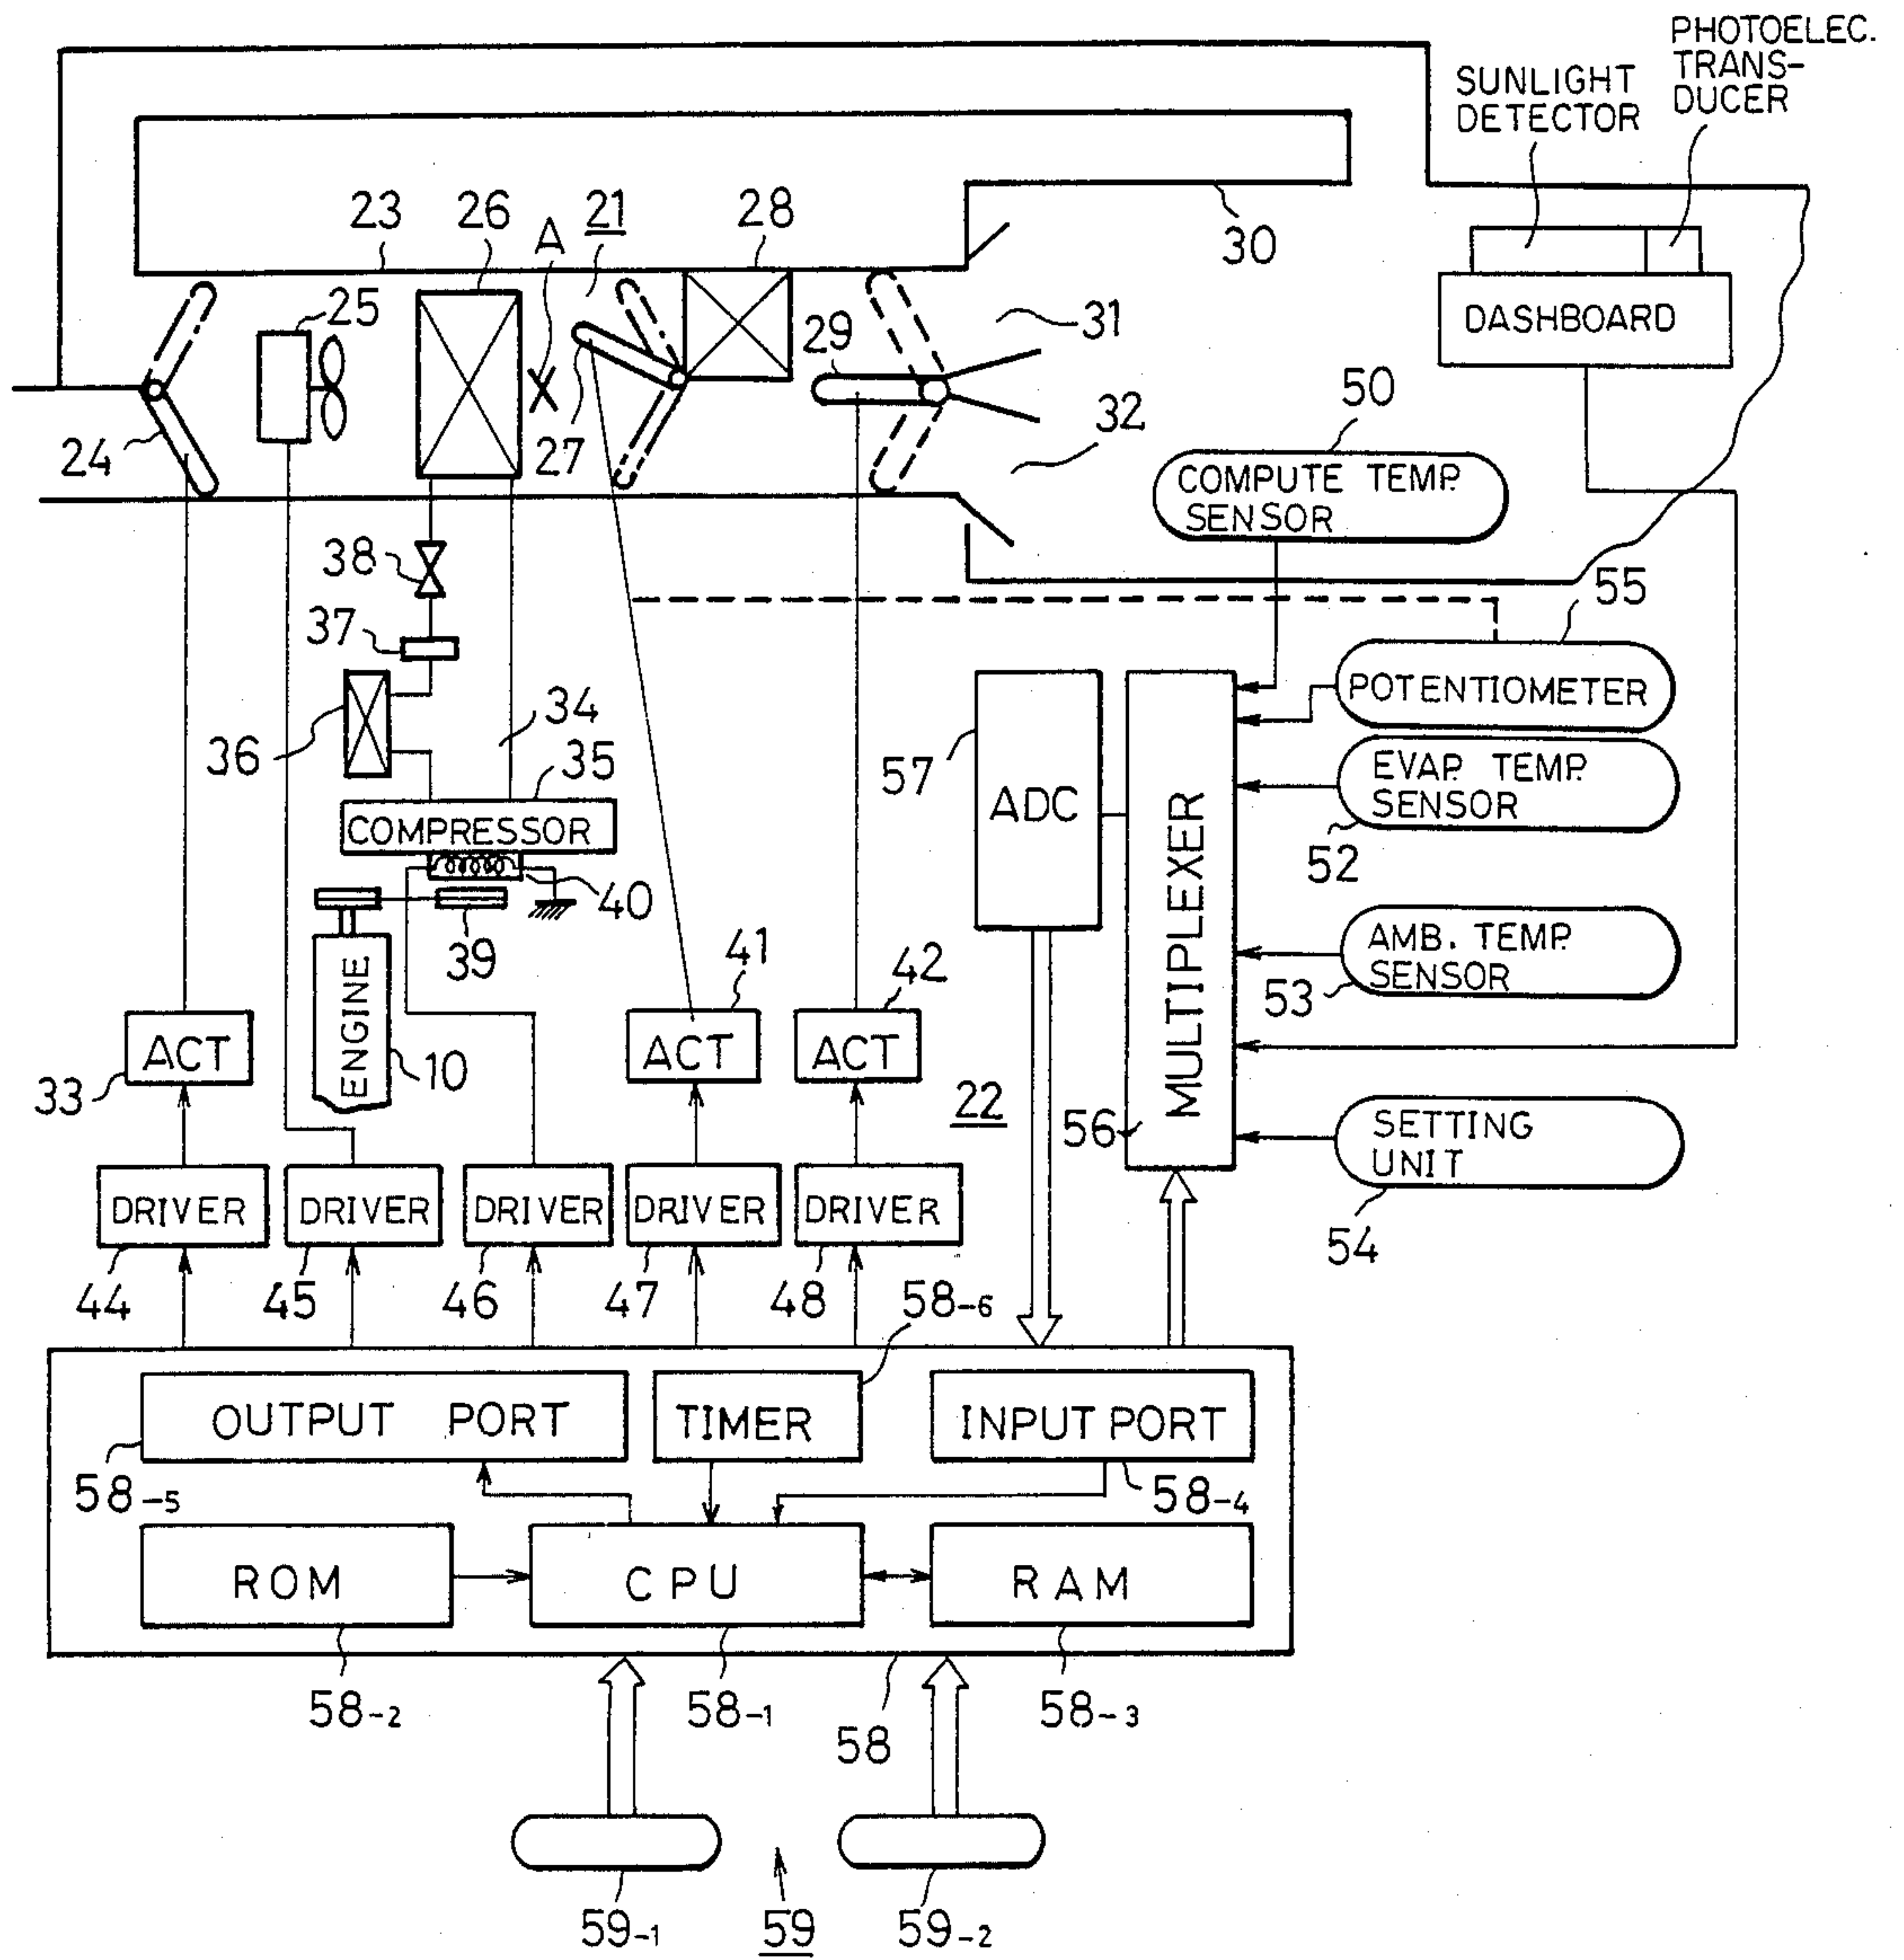 PHOTOELEC.
TRANS-
DUCER
SUNLIGHT
DETECTOR
23
26
A
21
28
30
25
29
31
DASHBOARD
24
27
32
50
COMPUTE TEMP.
SENSOR
38
55
37
POTENTIOMETER
34
36
35
57
ADC
EVAP. TEMP.
SENSOR
COMPRESSOR
52
40
39
41
42
AMB. TEMP.
SENSOR
53
MULTIPLEXER
ENGINE
ACT
10
ACT
ACT
33
22
56
SETTING
UNIT
DRIVER
DRIVER
DRIVER
DRIVER
DRIVER
54
44
45
46
47
48
58-6
OUTPUT PORT
TIMER
INPUT PORT
58-5
58-4
ROM
CPU
RAM
58-2
58-1
58
58-3
59-1
59
59-2